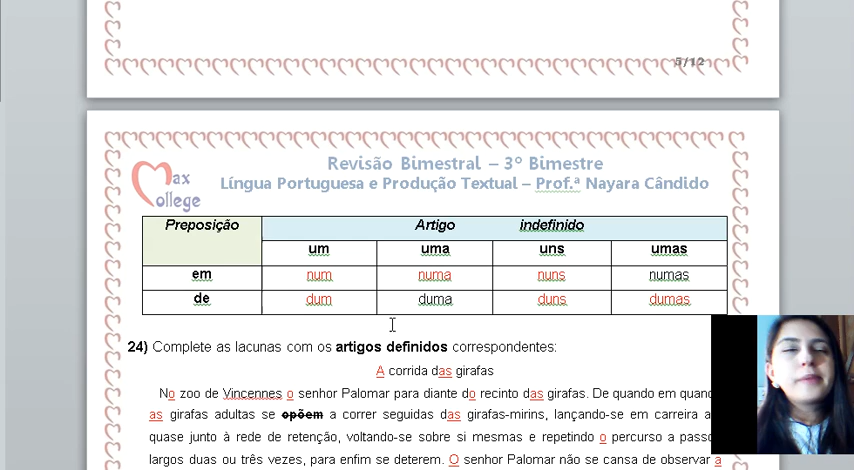 5/12
Max
College
Revisão Bimestral – 3º Bimestre
Língua Portuguesa e Produção Textual – Prof.ª Nayara Cândido
Preposição Artigo indefinido
um uma uns umas
em num numa nuns numas
de dum duma duns dumas
24) Complete as lacunas com os artigos definidos correspondentes:
A corrida das girafas
No zoo de Vincennes o senhor Palomar para diante do recinto das girafas. De quando em
as girafas adultas se opõem a correr seguidas das girafas-mirins, lançando-se em carreira
quase junto à rede de retenção, voltando-se sobre si mesmas e repetindo o percurso a
largos duas ou três vezes, para enfim se deterem. O senhor Palomar não se cansa de observar a